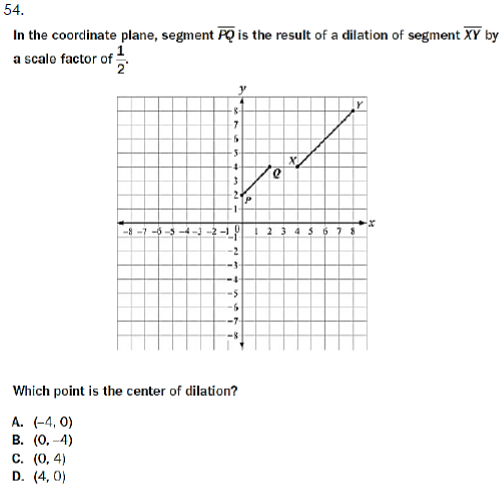 54.
In the coordinate plane, segment PQ is the result of a dilation of segment XY by
a scale factor of 1/2.
y
8
7
6
5
4
3
2
1
Y
X
Q
P
-8 -7 -6 -5 -4 -3 -2 -1 0 1 2 3 4 5 6 7 8 x
-1
-2
-3
-4
-5
-6
-7
-8
Which point is the center of dilation?
A. (-4, 0)
B. (0, -4)
C. (0, 4)
D. (4, 0)